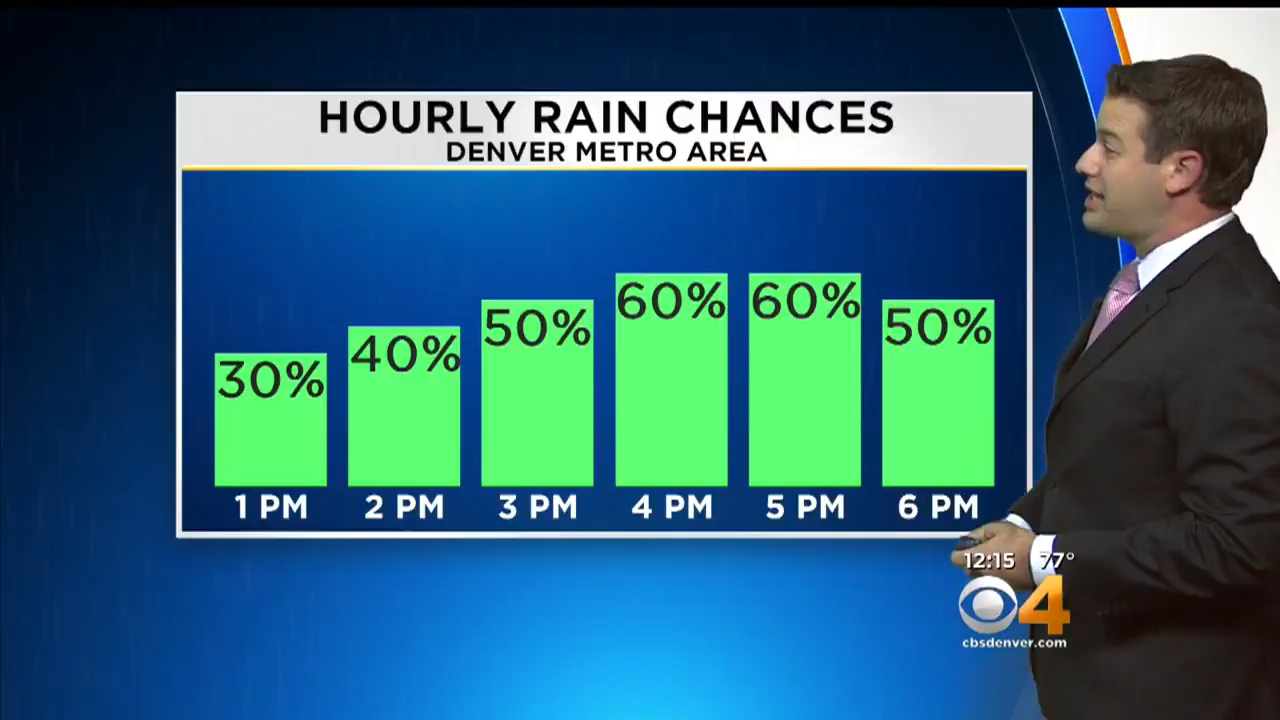 HOURLY RAIN CHANCES
DENVER METRO AREA
30% 40% 50% 60% 60% 50%
1 PM 2 PM 3 PM 4 PM 5 PM 6 PM
12:15 77°
4
cbsdenver.com